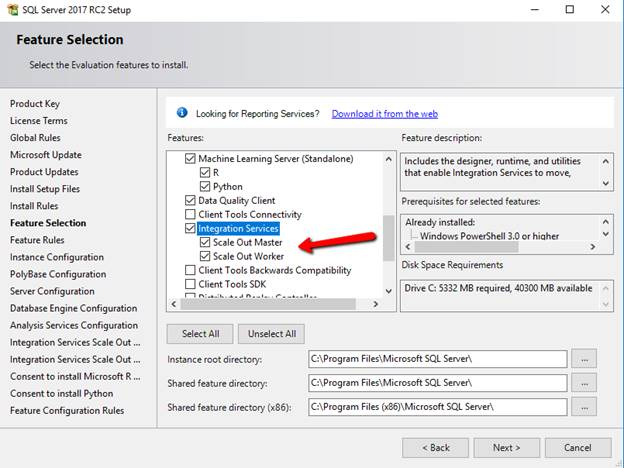 SQL Server 2017 RC2 Setup
Feature Selection
Select the Evaluation features to install.
Product Key
License Terms
Global Rules
Microsoft Update
Product Updates
Install Setup Files
Install Rules
Feature Selection
Feature Rules
Instance Configuration
PolyBase Configuration
Server Configuration
Database Engine Configuration
Analysis Services Configuration
Integration Services Scale Out ...
Integration Services Scale Out ...
Consent to install Microsoft R ...
Consent to install Python
Feature Configuration Rules
Looking for Reporting Services? Download it from the web
Features:
Machine Learning Server (Standalone)
R
Python
Data Quality Client
Client Tools Connectivity
Integration Services
Scale Out Master
Scale Out Worker
Client Tools Backwards Compatibility
Client Tools SDK
Distributed Replay Controller
Feature description:
Includes the designer, runtime, and utilities
that enable Integration Services to move,
Prerequisites for selected features:
Already installed:
Windows PowerShell 3.0 or higher
Disk Space Requirements
Drive C: 5332 MB required, 40300 MB available
Select All
Unselect All
Instance root directory: C:\Program Files\Microsoft SQL Server\ ...
Shared feature directory: C:\Program Files\Microsoft SQL Server\ ...
Shared feature directory (x86): C:\Program Files (x86)\Microsoft SQL Server\ ...
< Back
Next >
Cancel